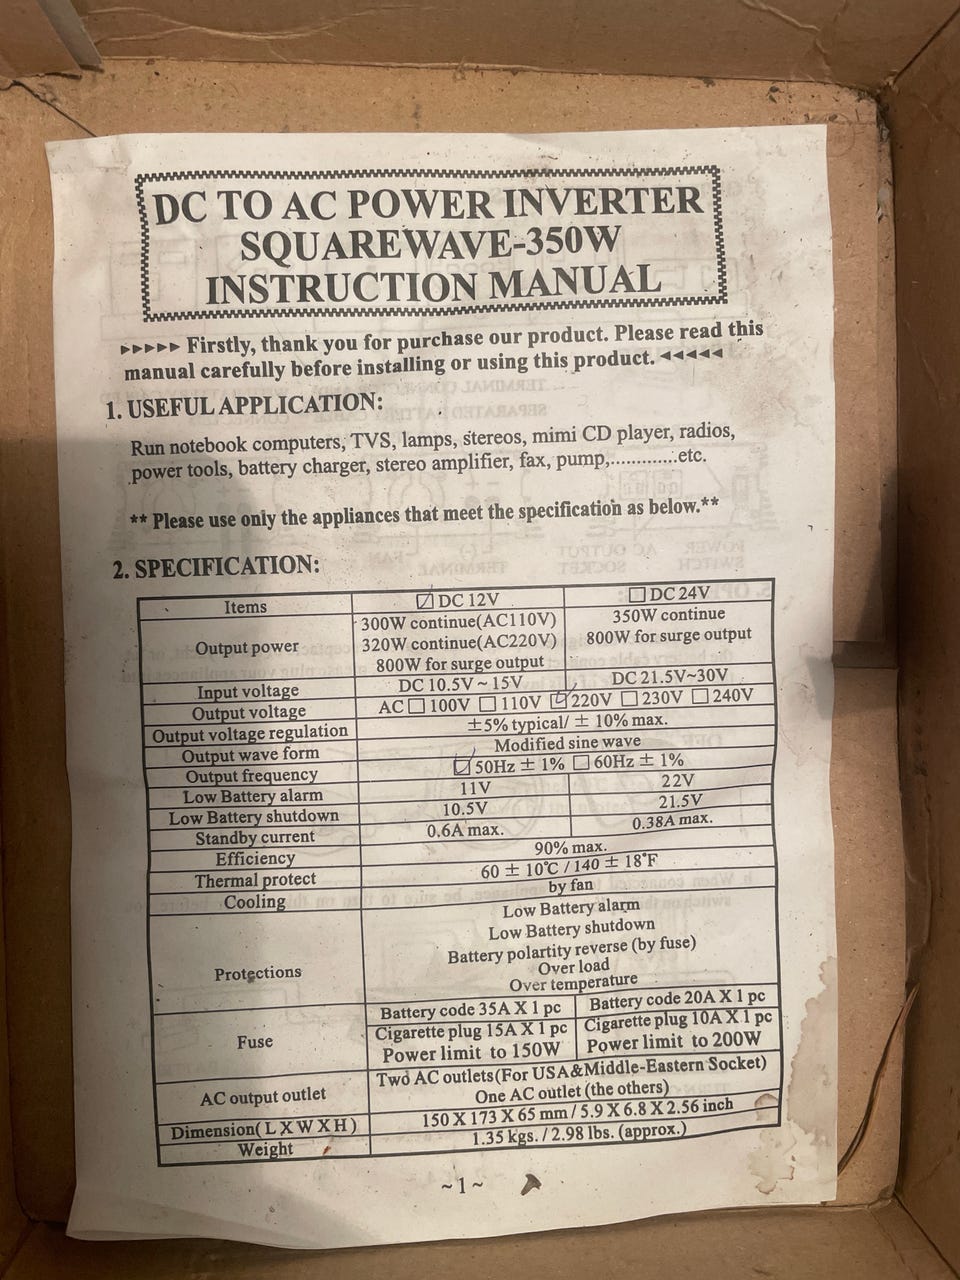 DC TO AC POWER INVERTER
SQUAREWAVE-350W
INSTRUCTION MANUAL
►►►►► Firstly, thank you for purchase our product. Please read this
manual carefully before installing or using this product. ◄◄◄◄◄
1. USEFUL APPLICATION:
Run notebook computers, TVS, lamps, stereos, mimi CD player, radios,
power tools, battery charger, stereo amplifier, fax, pump,............etc.
** Please use only the appliances that meet the specification as below.**
2. SPECIFICATION:
Items ☑ DC 12V ☐ DC 24V
Output power
300W continue(AC110V) 350W continue
320W continue(AC220V) 800W for surge output
800W for surge output
Input voltage DC 10.5V ~ 15V DC 21.5V~30V
Output voltage AC ☐ 100V ☐ 110V ☑ 220V ☐ 230V ☐ 240V
Output voltage regulation ±5% typical/ ± 10% max.
Output wave form Modified sine wave
Output frequency ☑ 50Hz ± 1% ☐ 60Hz ± 1%
Low Battery alarm 11V 22V
Low Battery shutdown 10.5V 21.5V
Standby current 0.6A max. 0.38A max.
Efficiency 90% max.
Thermal protect 60 ± 10℃ / 140 ± 18℉
Cooling by fan
Protections
Low Battery alarm
Low Battery shutdown
Battery polartity reverse (by fuse)
Over load
Over temperature
Fuse
Battery code 35A X 1 pc Battery code 20A X 1 pc
Cigarette plug 15A X 1 pc Cigarette plug 10A X 1 pc
Power limit to 150W Power limit to 200W
AC output outlet
Two AC outlets(For USA&Middle-Eastern Socket)
One AC outlet (the others)
Dimension( L X W X H ) 150 X 173 X 65 mm / 5.9 X 6.8 X 2.56 inch
Weight 1.35 kgs. / 2.98 lbs. (approx.)
~ 1 ~